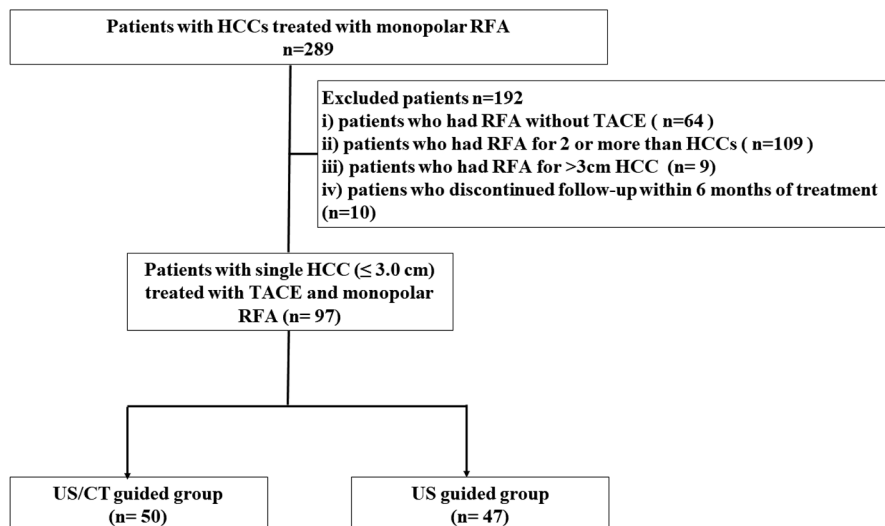 Patients with HCCs treated with monopolar RFA
n=289
Excluded patients n=192
i) patients who had RFA without TACE ( n=64 )
ii) patients who had RFA for 2 or more than HCCs ( n=109 )
iii) patients who had RFA for >3cm HCC (n= 9)
iv) patiens who discontinued follow-up within 6 months of treatment
(n=10)
Patients with single HCC (≤ 3.0 cm)
treated with TACE and monopolar
RFA (n= 97)
US/CT guided group
(n= 50)
US guided group
(n= 47)